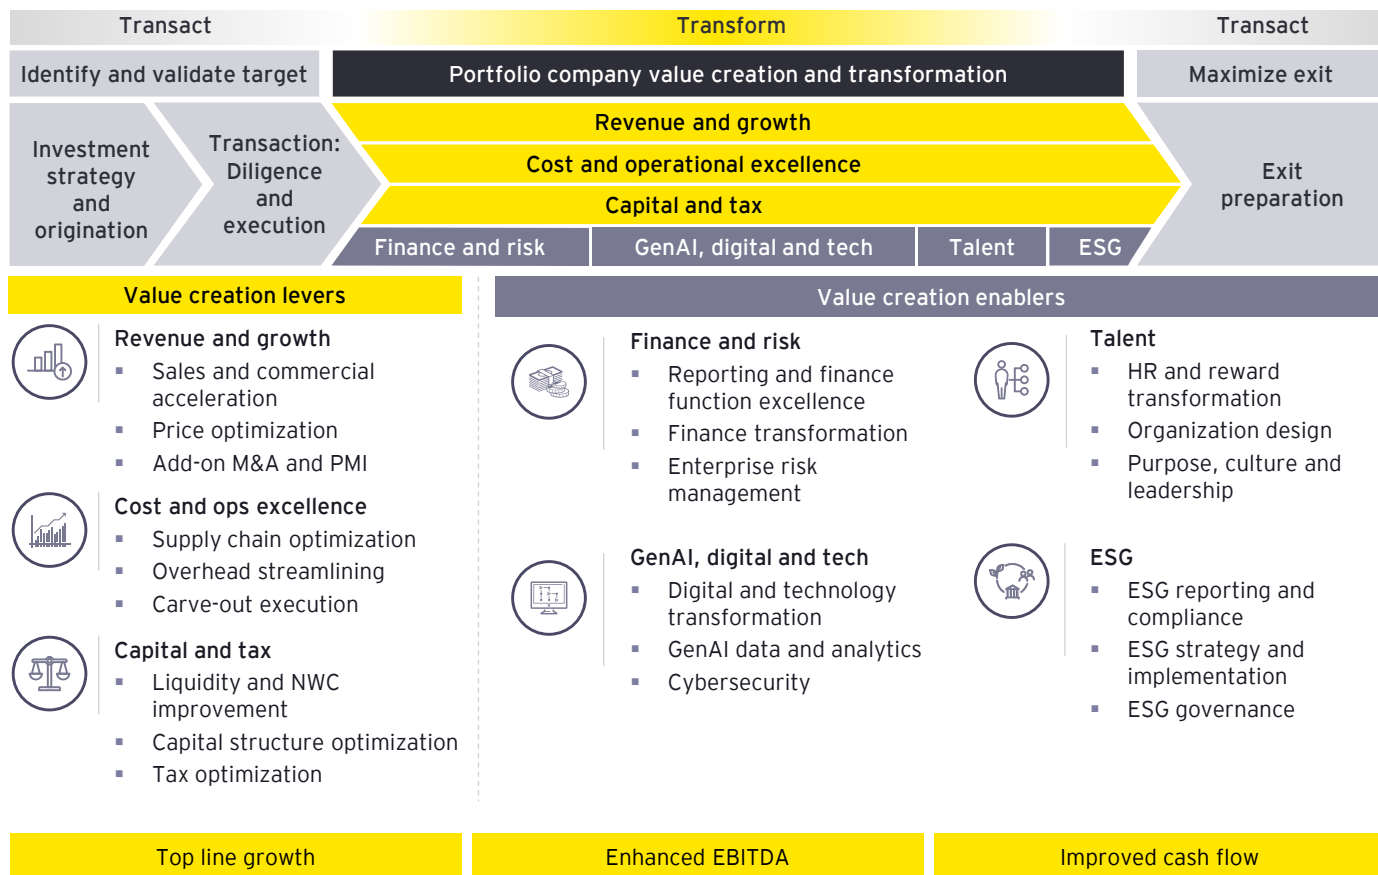 Transact
Transform
Transact
Identify and validate target
Portfolio company value creation and transformation
Maximize exit
Investment
strategy
and
origination
Transaction:
Diligence
and
execution
Revenue and growth
Cost and operational excellence
Capital and tax
Finance and risk
GenAI, digital and tech
Talent
ESG
Exit
preparation
Value creation levers
Revenue and growth
Sales and commercial
acceleration
Price optimization
Add-on M&A and PMI
Cost and ops excellence
Supply chain optimization
Overhead streamlining
Carve-out execution
Capital and tax
Liquidity and NWC
improvement
Capital structure optimization
Tax optimization
Value creation enablers
Finance and risk
Reporting and finance
function excellence
Finance transformation
Enterprise risk
management
GenAI, digital and tech
Digital and technology
transformation
GenAI data and analytics
Cybersecurity
Talent
HR and reward
transformation
Organization design
Purpose, culture and
leadership
ESG
ESG reporting and
compliance
ESG strategy and
implementation
ESG governance
Top line growth
Enhanced EBITDA
Improved cash flow